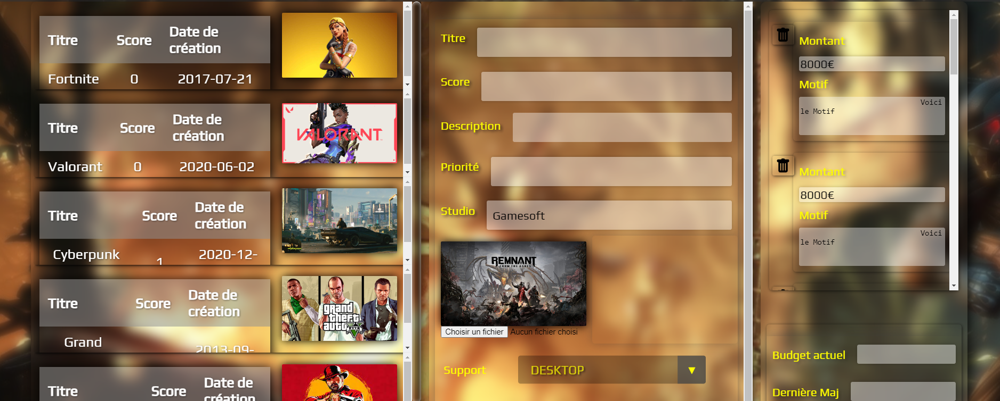 Titre Score Date de
création
Fortnite 0 2017-07-21
Titre Score Date de
création
VALORANT
Valorant 0 2020-06-02
Titre Score Date de
création
Cyberpunk 1 2020-12-
Titre Score Date de
création
grand
theft
auto
FIVE
Grand 2013-09-
Titre Score Date de
création
Titre
Score
Description
Priorité
Studio Gamesoft
REMNANT
FROM THE ASHES
Choisir un fichier Aucun fichier choisi
Support DESKTOP ▼
Montant
8000€
Motif
Voici
le Motif
Montant
8000€
Motif
Voici
le Motif
Budget actuel
Dernière Maj